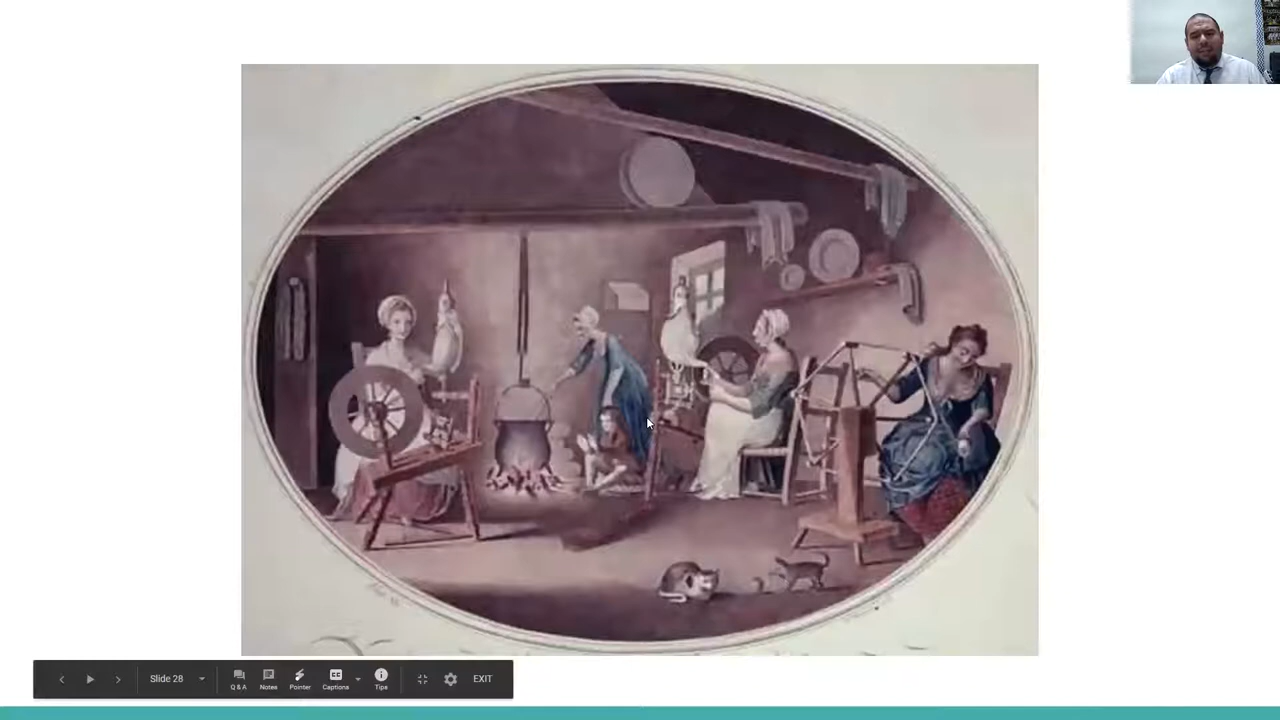 Slide 28
Q & A
Notes
Pointer
Captions
Tips
EXIT